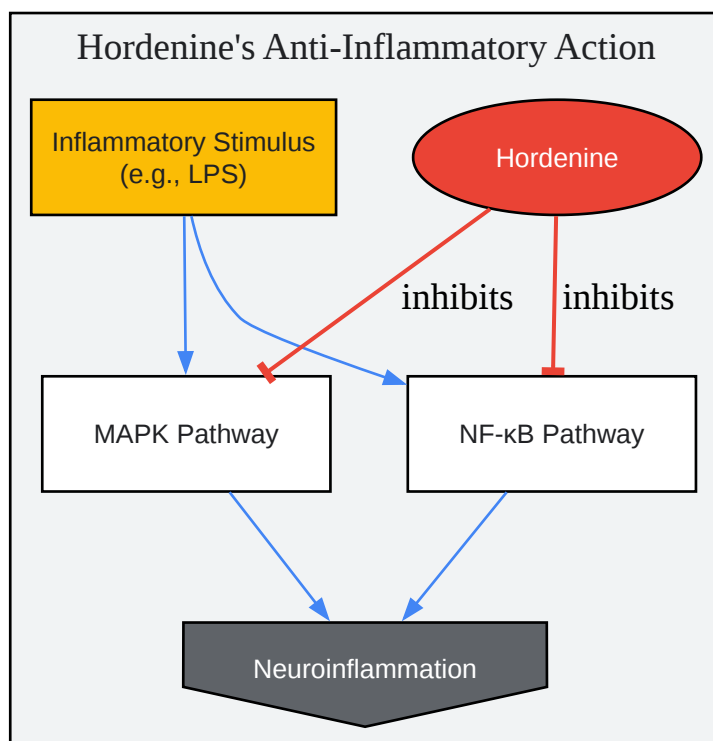 Hordenine's Anti-Inflammatory Action
Inflammatory Stimulus
(e.g., LPS)
Hordenine
inhibits
inhibits
MAPK Pathway
NF-κB Pathway
Neuroinflammation